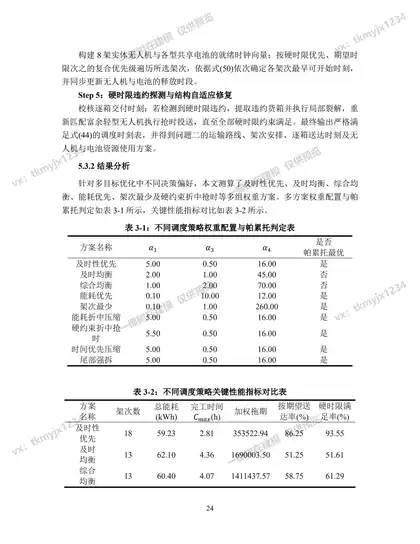 构建 8 架实体无人机与各型共享电池的就绪时钟向量；按硬时限优先、期望时
限次之的复合优先级遍历所选架次，依据式(50)依次确定各架次最早可开始时刻，
并同步更新无人机与电池的释放时段。
Step 5：硬时限违约探测与结构自适应修复
校核逐箱交付时刻；若检测到硬时限违约，提取违约货箱并执行局部裂解，重
新匹配富余轻型无人机执行抢时投送，直至全部硬时限约束满足。最终输出严格满
足式(44)的调度时刻表，并得到问题二的运输路线、架次安排、逐箱送达时刻及无
人机与电池资源使用方案。
5.3.2 结果分析
针对多目标优化中不同决策偏好，本文测算了及时性优先、及时均衡、综合均
衡、能耗优先、架次最少及硬约束折中抢时等多组权重方案。多方案权重配置与帕
累托判定如表 3-1 所示，关键性能指标对比如表 3-2 所示。
表 3-1：不同调度策略权重配置与帕累托判定表
方案名称 α1 α3 α4 是否帕累托最优
及时性优先 5.00 0.50 16.00 是
及时均衡 2.00 1.00 45.00 否
综合均衡 1.00 2.00 70.00 否
能耗优先 0.10 10.00 12.00 是
架次最少 0.10 1.00 260.00 是
能耗折中压缩 5.00 0.50 16.00 是
硬约束折中抢时 5.50 0.50 16.00 是
时间优先压缩 5.00 0.50 16.00 是
尾部强拆 5.00 0.50 16.00 是
表 3-2：不同调度策略关键性能指标对比表
方案名称 架次数 总能耗(kWh) 完工时间Cmax(h) 加权拖期 按期望送达率(%) 硬时限满足率(%)
及时性优先 18 59.23 2.81 353522.94 86.25 93.55
及时均衡 13 62.10 4.36 1690003.50 51.25 51.61
综合均衡 13 60.40 4.07 1411437.57 58.75 61.29
24
vx: tkmyjx1234
vx: tkmyjx1234
vx: tkmyjx1234
vx: tkmyjx1234